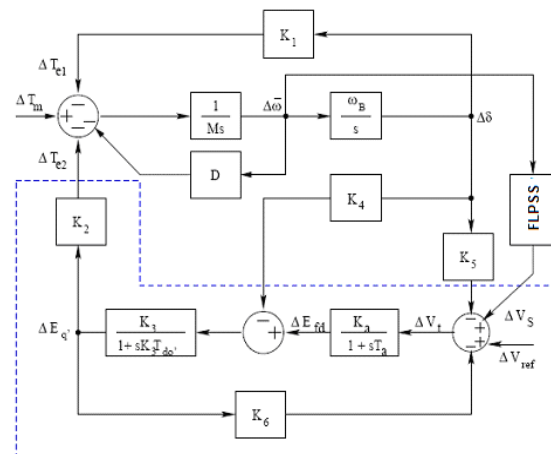 K1
ΔTe1
ΔTm
+
−
−
−
1
Ms
Δω̄
ωB
s
Δδ
ΔTe2
D
K2
K4
K5
FLPSS
ΔEq'
K3
1+ sK3Tdo'
−
+
ΔEfd
Ka
1 + sTa
ΔVt
−
+
−
+
ΔVS
ΔVref
K6